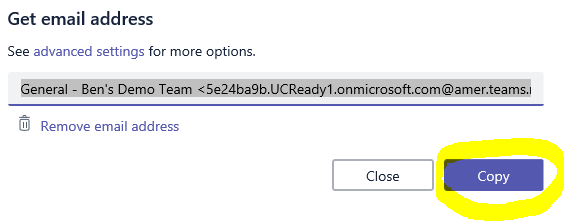 Get email address
See advanced settings for more options.
General - Ben's Demo Team <5e24ba9b.UCReady1.onmicrosoft.com@amer.teams.
Remove email address
Close
Copy